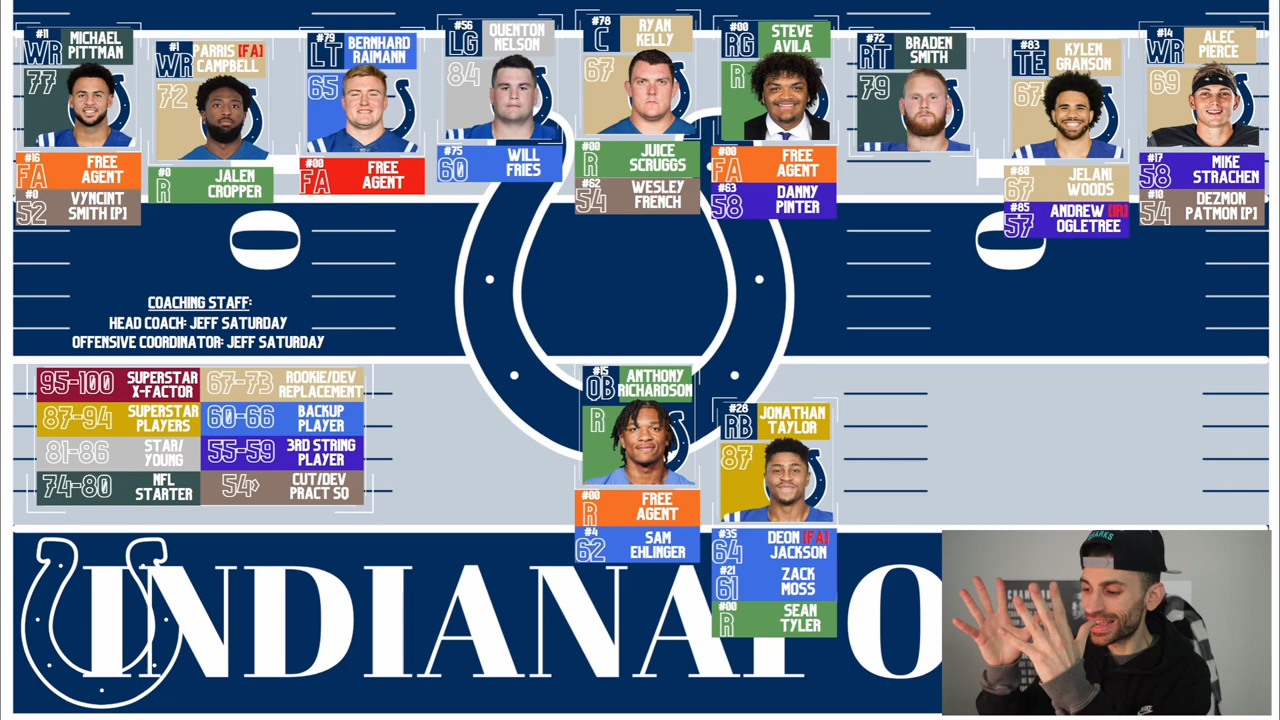 #11
WR
MICHAEL
PITTMAN
77
FREE
AGENT
#16
FA
VYNCINT
SMITH [P]
#0
52
#1
WR
PARRIS [FA]
CAMPBELL
72
#0
R
JALEN
CROPPER
#79
LT
BERNHARD
RAIMANN
65
#00
FA
FREE
AGENT
#56
LG
QUENTON
NELSON
84
#75
60
WILL
FRIES
#78
C
RYAN
KELLY
67
#00
R
JUICE
SCRUGGS
#62
54
WESLEY
FRENCH
#00
RG
STEVE
AVILA
R
#00
FA
FREE
AGENT
#63
58
DANNY
PINTER
#72
RT
BRADEN
SMITH
79
#83
TE
KYLEN
GRANSON
67
#80
67
JELANI
WOODS
#85
57
ANDREW [IR]
OGLETREE
#14
WR
ALEC
PIERCE
69
#17
58
MIKE
STRACHEN
#10
54
DEZMON
PATMON [P]
0
0
COACHING STAFF:
HEAD COACH: JEFF SATURDAY
OFFENSIVE COORDINATOR: JEFF SATURDAY
95-100
SUPERSTAR
X-FACTOR
67-73
ROOKIE/DEV
REPLACEMENT
87-94
SUPERSTAR
PLAYERS
60-66
BACKUP
PLAYER
81-86
STAR/
YOUNG
55-59
3RD STRING
PLAYER
74-80
NFL
STARTER
54>
CUT/DEV
PRACT SQ
#15
QB
ANTHONY
RICHARDSON
R
#00
R
FREE
AGENT
#4
62
SAM
EHLINGER
#28
RB
JONATHAN
TAYLOR
87
#35
64
DEON [FA]
JACKSON
#21
61
ZACK
MOSS
#00
R
SEAN
TYLER
INDIANAPO